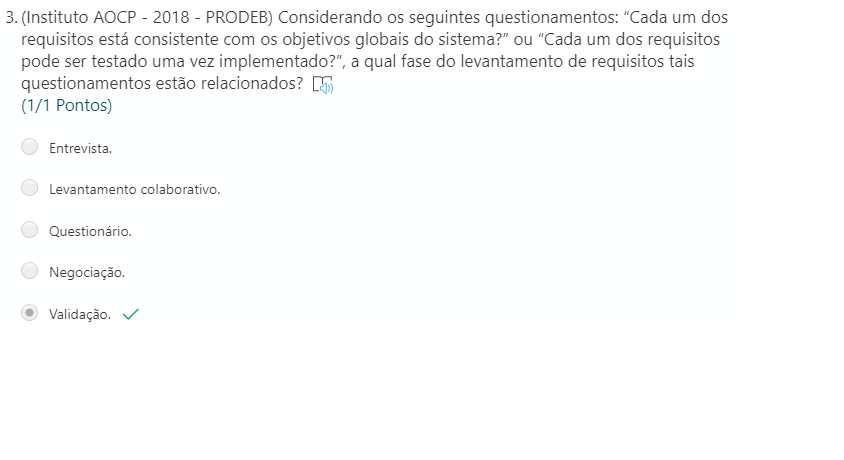 3. (Instituto AOCP - 2018 - PRODEB) Considerando os seguintes questionamentos: “Cada um dos
requisitos está consistente com os objetivos globais do sistema?” ou “Cada um dos requisitos
pode ser testado uma vez implementado?”, a qual fase do levantamento de requisitos tais
questionamentos estão relacionados?
(1/1 Pontos)
Entrevista.
Levantamento colaborativo.
Questionário.
Negociação.
Validação.